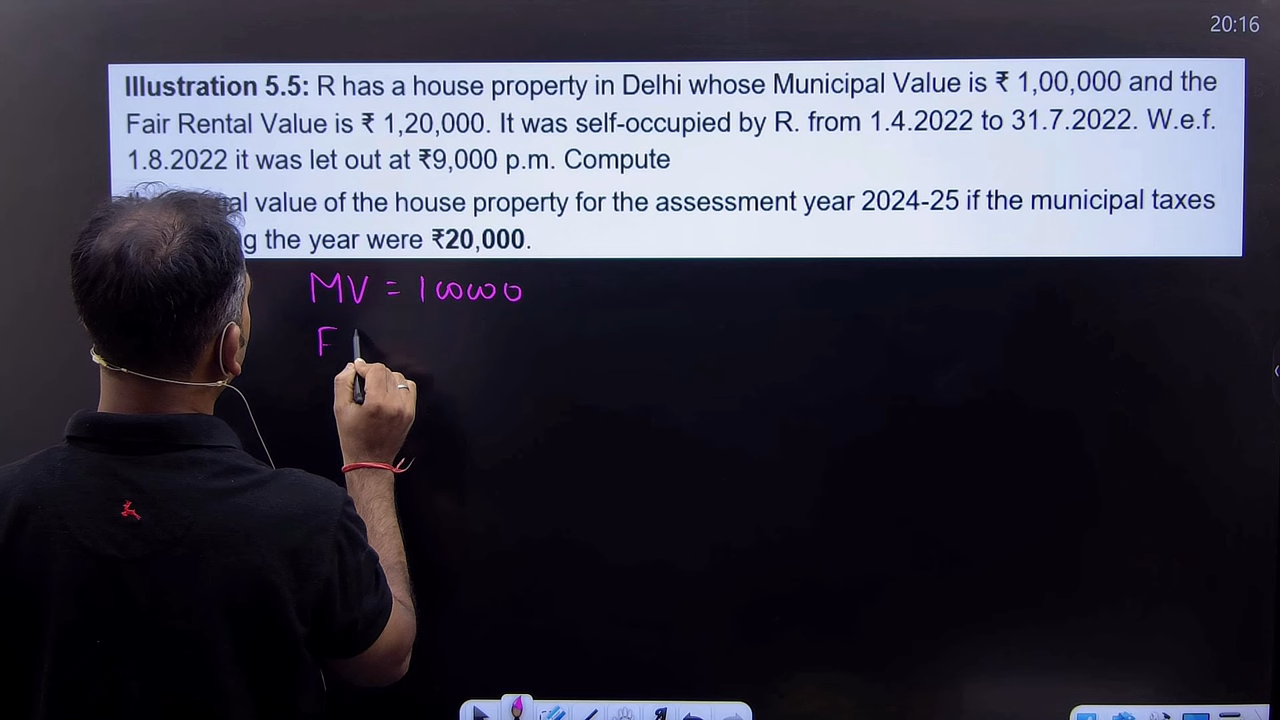 20:16
Illustration 5.5: R has a house property in Delhi whose Municipal Value is ₹ 1,00,000 and the
Fair Rental Value is ₹ 1,20,000. It was self-occupied by R. from 1.4.2022 to 31.7.2022. W.e.f.
1.8.2022 it was let out at ₹9,000 p.m. Compute
value of the house property for the assessment year 2024-25 if the municipal taxes
the year were ₹20,000.
MV = 100000
F